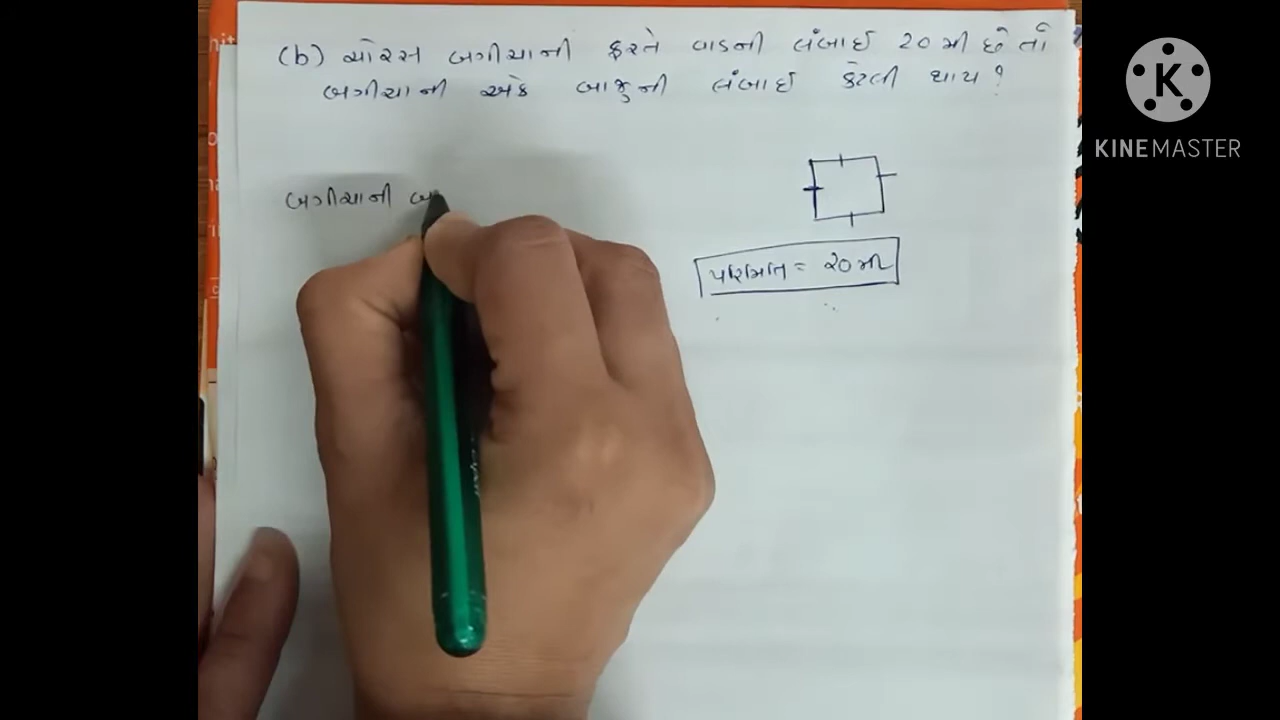 (b) ચોરસ બગીચાની ફરતે વાડની લંબાઈ 20 મી છે તો
બગીચાની એક બાજુની લંબાઈ કેટલી થાય ?
બગીચાની
પરિમિતિ = 20 મી
K
KINEMASTER